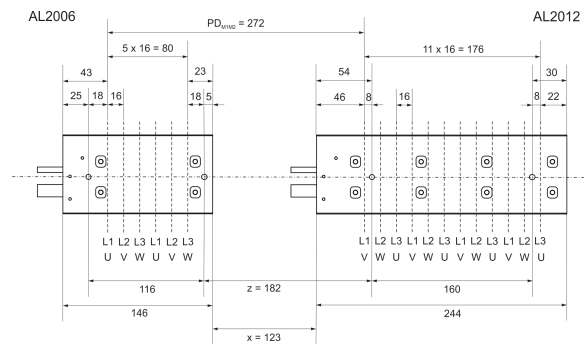 AL2006 AL2012
PD M1M2 = 272
5 x 16 = 80 11 x 16 = 176
43 23 54 30
25 18 16 18 5 46 8 16 8 22
L1 L2 L3 L1 L2 L3 L1 L2 L3 L1 L2 L3 L1 L2 L3 L1 L2 L3
U V W U V W V W U V W U V W U V W U
116 z = 182 160
146 244
x = 123